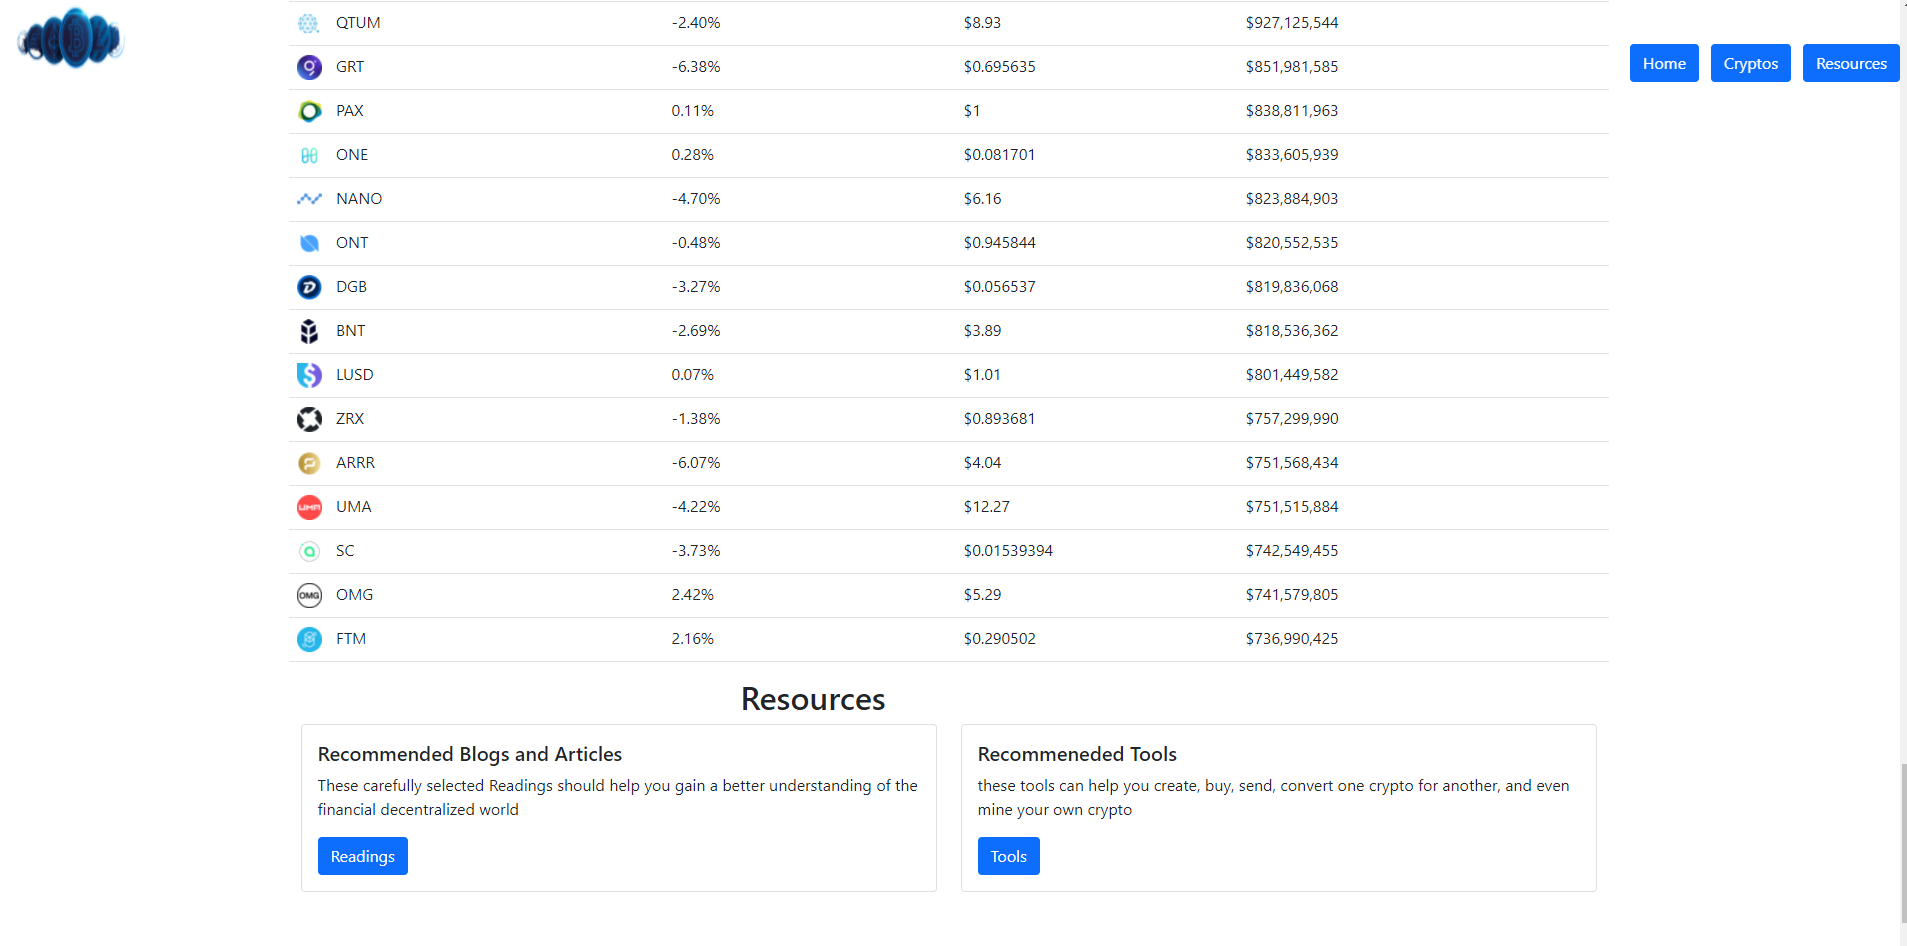 QTUM -2.40% $8.93 $927,125,544
GRT -6.38% $0.695635 $851,981,585
Home Cryptos Resources
PAX 0.11% $1 $838,811,963
ONE 0.28% $0.081701 $833,605,939
NANO -4.70% $6.16 $823,884,903
ONT -0.48% $0.945844 $820,552,535
DGB -3.27% $0.056537 $819,836,068
BNT -2.69% $3.89 $818,536,362
LUSD 0.07% $1.01 $801,449,582
ZRX -1.38% $0.893681 $757,299,990
ARRR -6.07% $4.04 $751,568,434
UMA UMA -4.22% $12.27 $751,515,884
SC -3.73% $0.01539394 $742,549,455
OMG OMG 2.42% $5.29 $741,579,805
FTM 2.16% $0.290502 $736,990,425
Resources
Recommended Blogs and Articles
These carefully selected Readings should help you gain a better understanding of the
financial decentralized world
Readings
Recommeneded Tools
these tools can help you create, buy, send, convert one crypto for another, and even
mine your own crypto
Tools